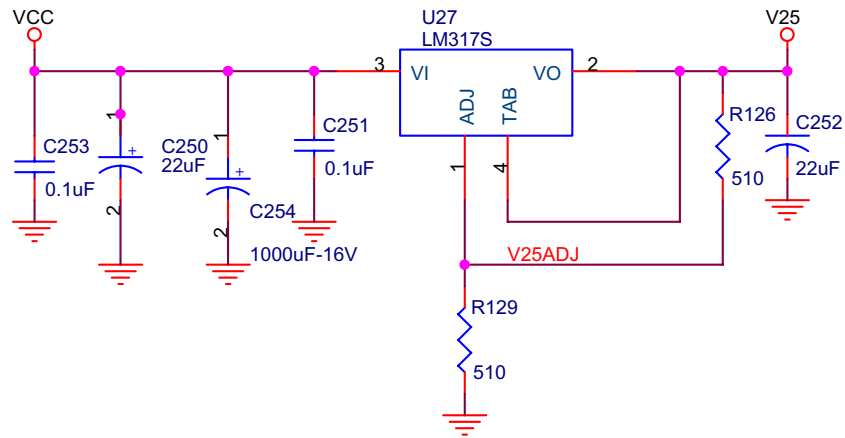 VCC
U27
LM317S
V25
3
VI
VO
2
ADJ
TAB
1
4
C253
0.1uF
1
+
2
C250
22uF
1
+
2
C254
1000uF-16V
C251
0.1uF
R126
510
C252
22uF
V25ADJ
R129
510